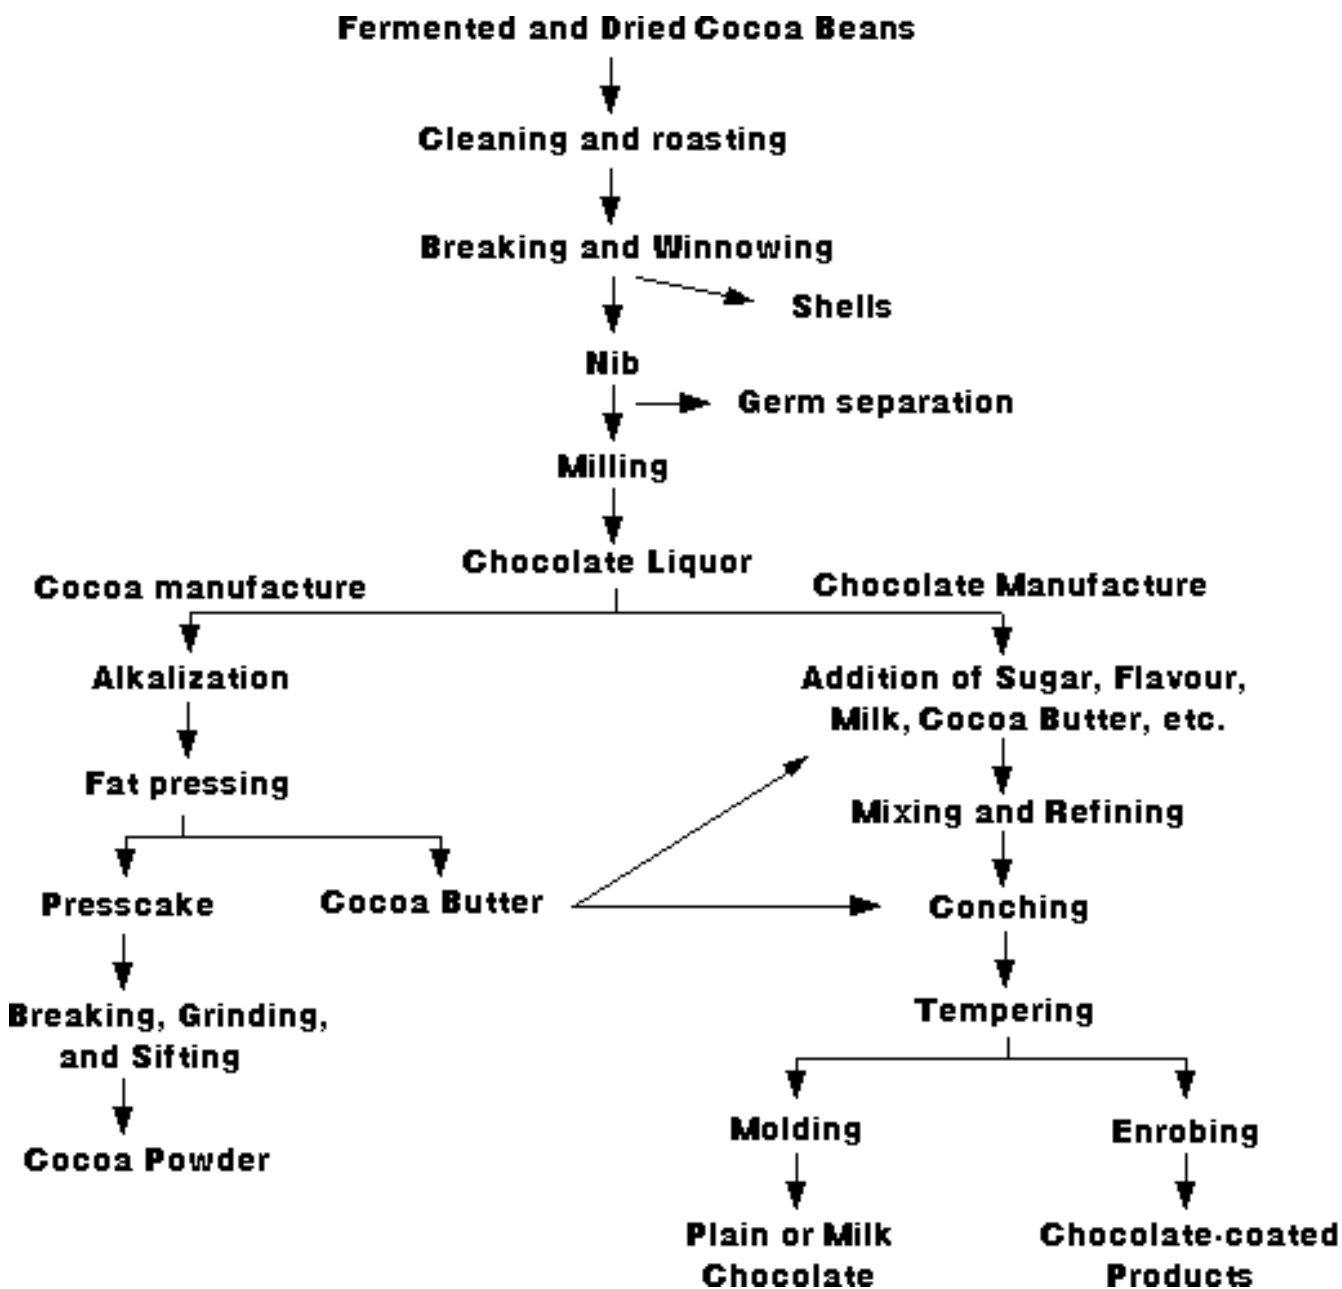 Fermented and Dried Cocoa Beans
Cleaning and roasting
Breaking and Winnowing
Shells
Nib
Germ separation
Milling
Chocolate Liquor
Cocoa manufacture
Chocolate Manufacture
Alkalization
Addition of Sugar, Flavour,
Milk, Cocoa Butter, etc.
Fat pressing
Mixing and Refining
Presscake
Cocoa Butter
Conching
Breaking, Grinding,
and Sifting
Tempering
Cocoa Powder
Molding
Enrobing
Plain or Milk
Chocolate
Chocolate-coated
Products